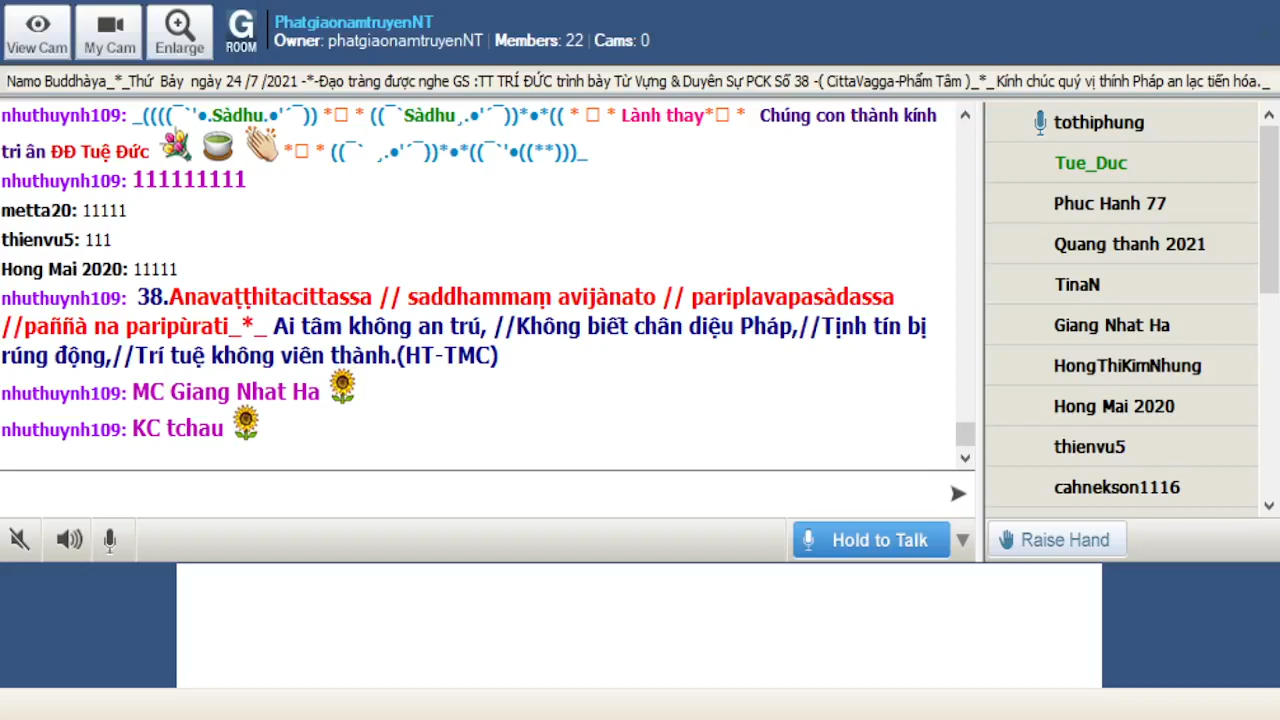 View Cam
My Cam
Enlarge
G
ROOM
PhatgiaonamtruyenNT
Owner: phatgiaonamtruyenNT | Members: 22 | Cams: 0
Namo Buddhàya_*_Thứ Bảy ngày 24 /7 /2021 -*-Đạo tràng được nghe GS :TT TRÍ ĐỨC trình bày Từ Vựng & Duyên Sự PCK Số 38 -( CittaVagga-Phẩm Tâm )_*_Kính chúc quý vị thính Pháp an lạc tiến hóa._
nhuthuynh109: _((((¯`'•.Sàdhu.•'´¯)) *□ * ((¯`Sàdhu¸.•'´¯))*•*(( * □ * Lành thay*□ * Chúng con thành kính
tri ân ĐĐ Tuệ Đức *□ * ((¯` ¸.•'´¯))*•*((¯`'•((**)))_
nhuthuynh109: 111111111
metta20: 11111
thienvu5: 111
Hong Mai 2020: 11111
nhuthuynh109: 38.Anavaṭṭhitacittassa // saddhammaṃ avijànato // pariplavapasàdassa
//paññà na paripùrati_*_ Ai tâm không an trú, //Không biết chân diệu Pháp,//Tịnh tín bị
rúng động,//Trí tuệ không viên thành.(HT-TMC)
nhuthuynh109: MC Giang Nhat Ha
nhuthuynh109: KC tchau
tothiphung
Tue_Duc
Phuc Hanh 77
Quang thanh 2021
TinaN
Giang Nhat Ha
HongThiKimNhung
Hong Mai 2020
thienvu5
cahnekson1116
Hold to Talk
Raise Hand